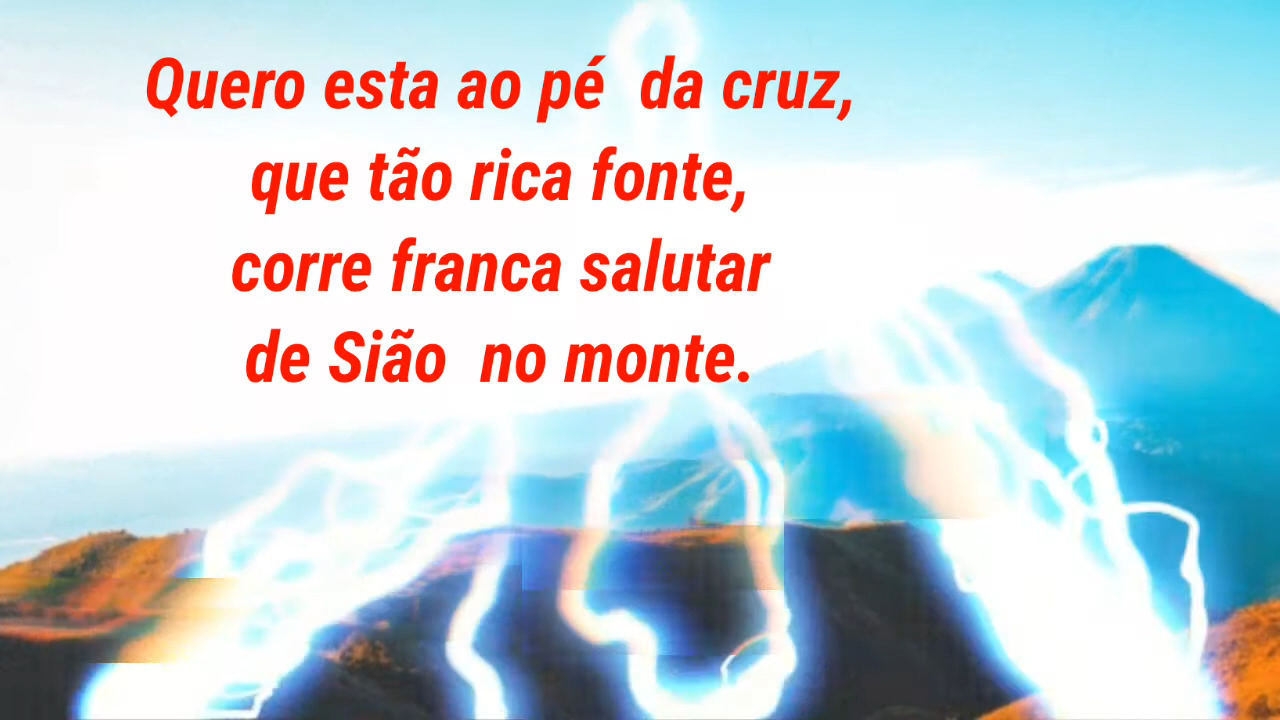 Quero esta ao pé da cruz,
que tão rica fonte,
corre franca salutar
de Sião no monte.